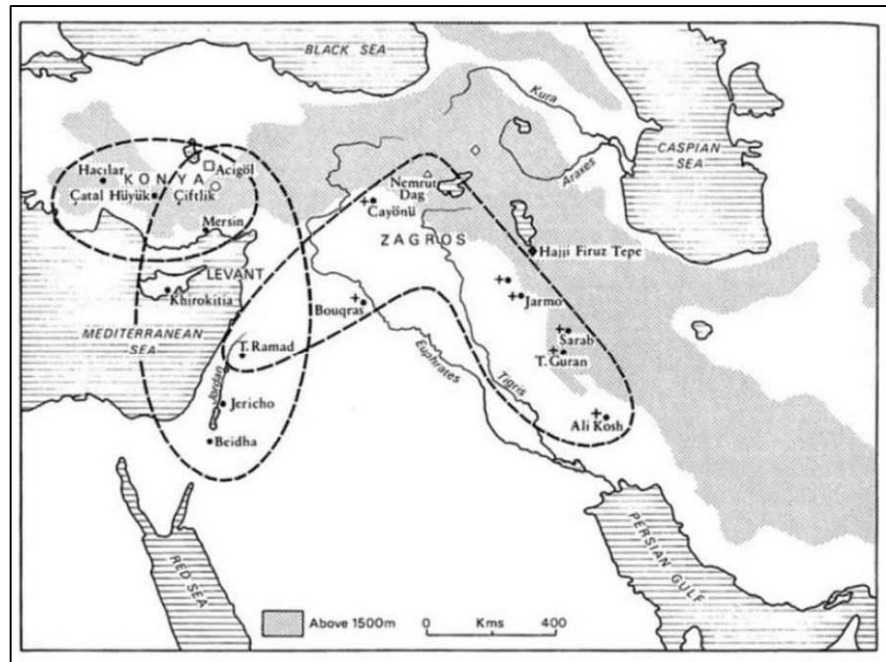 BLACK SEA
Kura
CASPIAN
SEA
Araxes
Hacılar
KONYA
Acigöl
Çatal Hüyük
Çiftlik
Nemrut
Dag
Cayönü
Mersin
ZAGROS
Hajji Firuz Tepe
LEVANT
Khirokitia
Bouqras
Jarmo
MEDITERRANEAN
SEA
Sarab
T. Ramad
T. Guran
Euphrates
Tigris
Jordan
Jericho
Ali Kosh
Beidha
RED SEA
PERSIAN GULF
Above 1500m 0 Kms 400